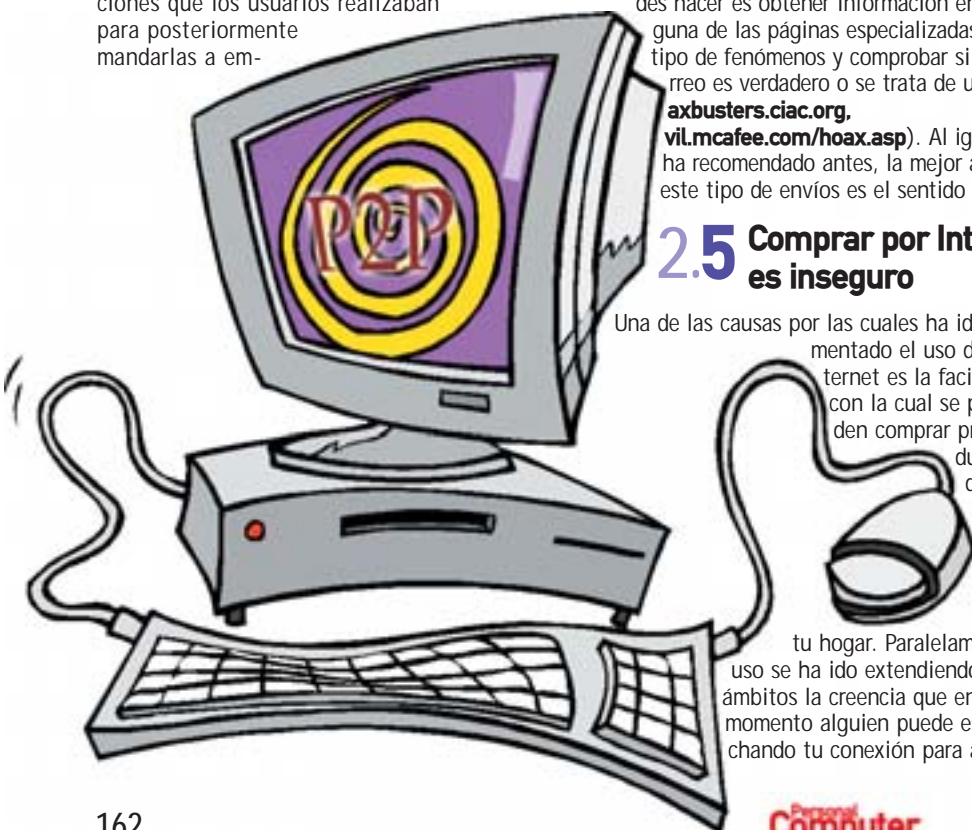 ciones que los usuarios realizaban
para posteriormente
mandarlas a em-
P2P
des hacer es obtener información en
guna de las páginas especializadas
tipo de fenómenos y comprobar si
rreo es verdadero o se trata de u
axbusters.ciac.org,
vil.mcafee.com/hoax.asp). Al ig
ha recomendado antes, la mejor a
este tipo de envíos es el sentido
2.5 Comprar por Int
es inseguro
Una de las causas por las cuales ha id
mentado el uso d
ternet es la faci
con la cual se p
den comprar pr
du
tu hogar. Paralelam
uso se ha ido extendiendo
ámbitos la creencia que en
momento alguien puede e
chando tu conexión para a
162
Personal
Computer